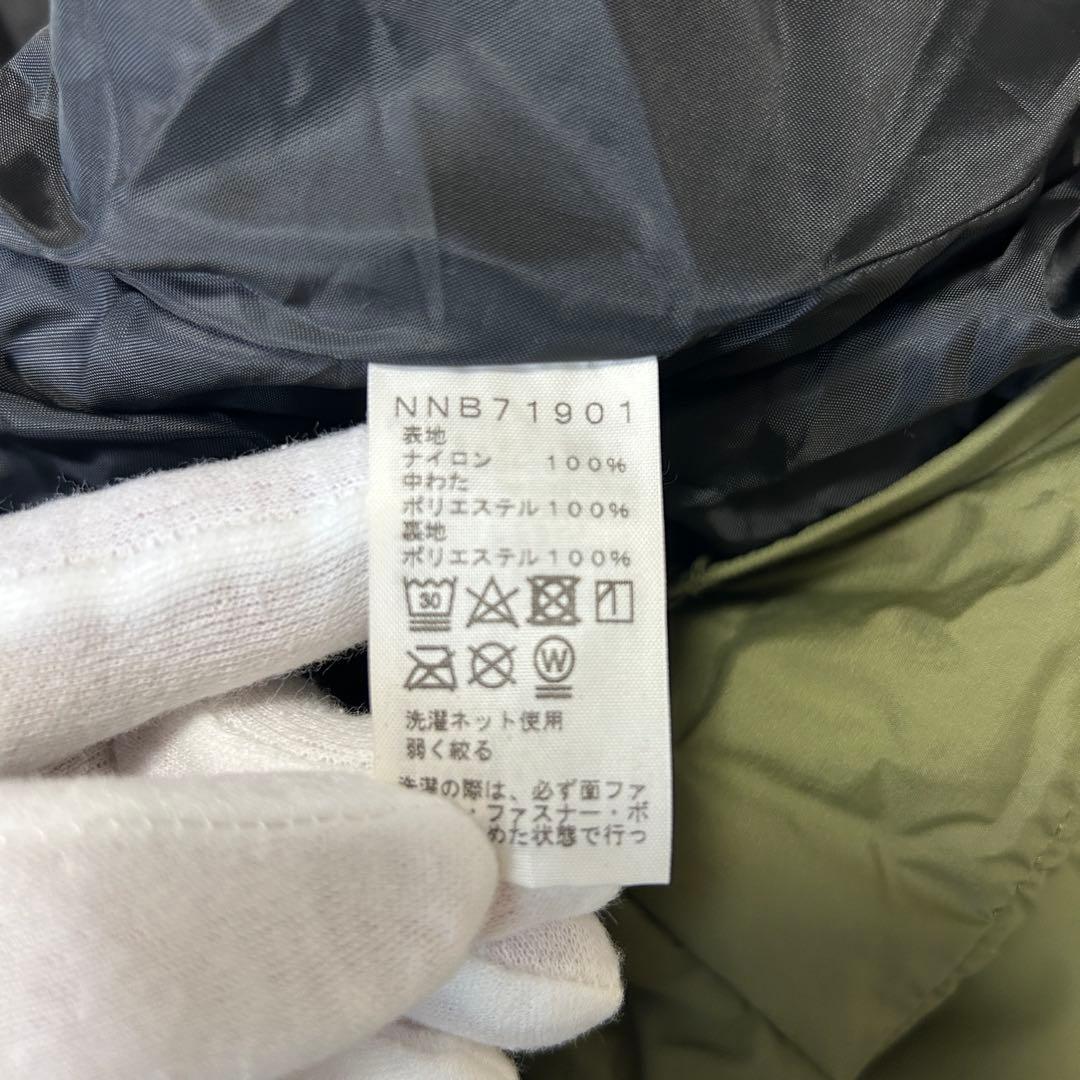 NNB71901
表地
ナイロン 100%
中わた
ポリエステル100%
裏地
ポリエステル100%
30
W
洗濯ネット使用
弱く絞る
洗濯の際は、必ず面ファ
・ファスナー・ボ
めた状態で行っ